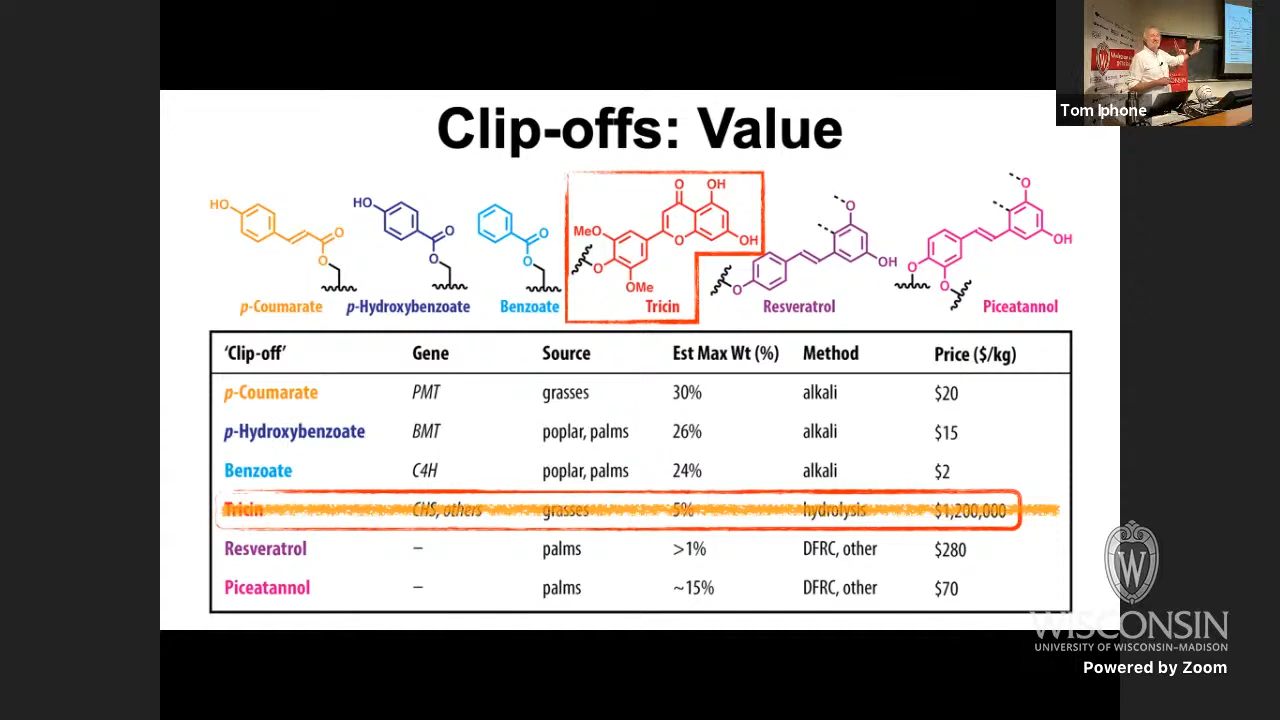 Clip-offs: Value
HO
O
O
p-Coumarate
HO
O
O
p-Hydroxybenzoate
O
O
Benzoate
O OH
MeO
O
OH
O
OMe
Tricin
O
OH
O
Resveratrol
O
OH
O
O
Piceatannol
'Clip-off' Gene Source Est Max Wt (%) Method Price ($/kg)
p-Coumarate PMT grasses 30% alkali $20
p-Hydroxybenzoate BMT poplar, palms 26% alkali $15
Benzoate C4H poplar, palms 24% alkali $2
Tricin CHS, others grasses 5% hydrolysis $1,200,000
Resveratrol – palms >1% DFRC, other $280
Piceatannol – palms ~15% DFRC, other $70
Tom Iphone
W
WISCONSIN
UNIVERSITY OF WISCONSIN–MADISON
Powered by Zoom